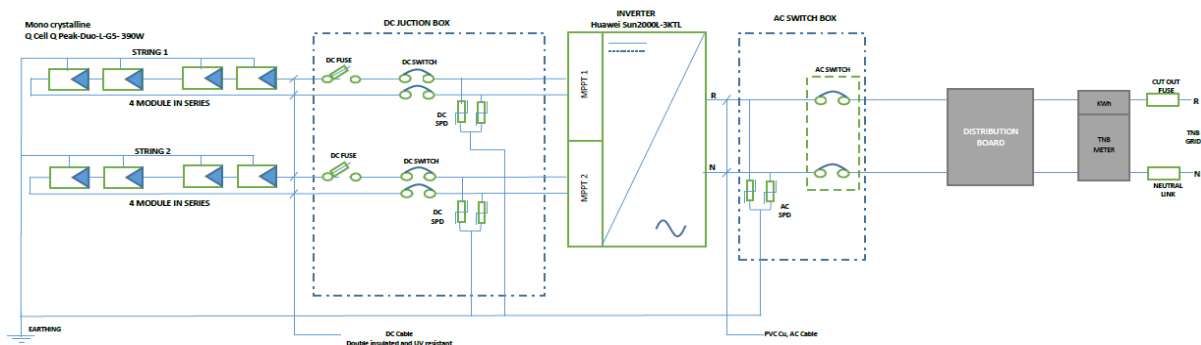 Mono crystalline
Q Cell Q Peak-Duo-L-G5- 390W
STRING 1
4 MODULE IN SERIES
STRING 2
4 MODULE IN SERIES
EARTHING
DC JUCTION BOX
DC FUSE
DC SWITCH
DC
SPD
DC FUSE
DC SWITCH
DC
SPD
DC Cable
Double insulated and UV resistant
INVERTER
Huawei Sun2000L-3KTL
MPPT 1
MPPT 2
R
N
PVC Cu, AC Cable
AC SWITCH BOX
AC SWITCH
AC
SPD
DISTRIBUTION
BOARD
KWh
TNB
METER
CUT OUT
FUSE
R
TNB
GRID
N
NEUTRAL
LINK